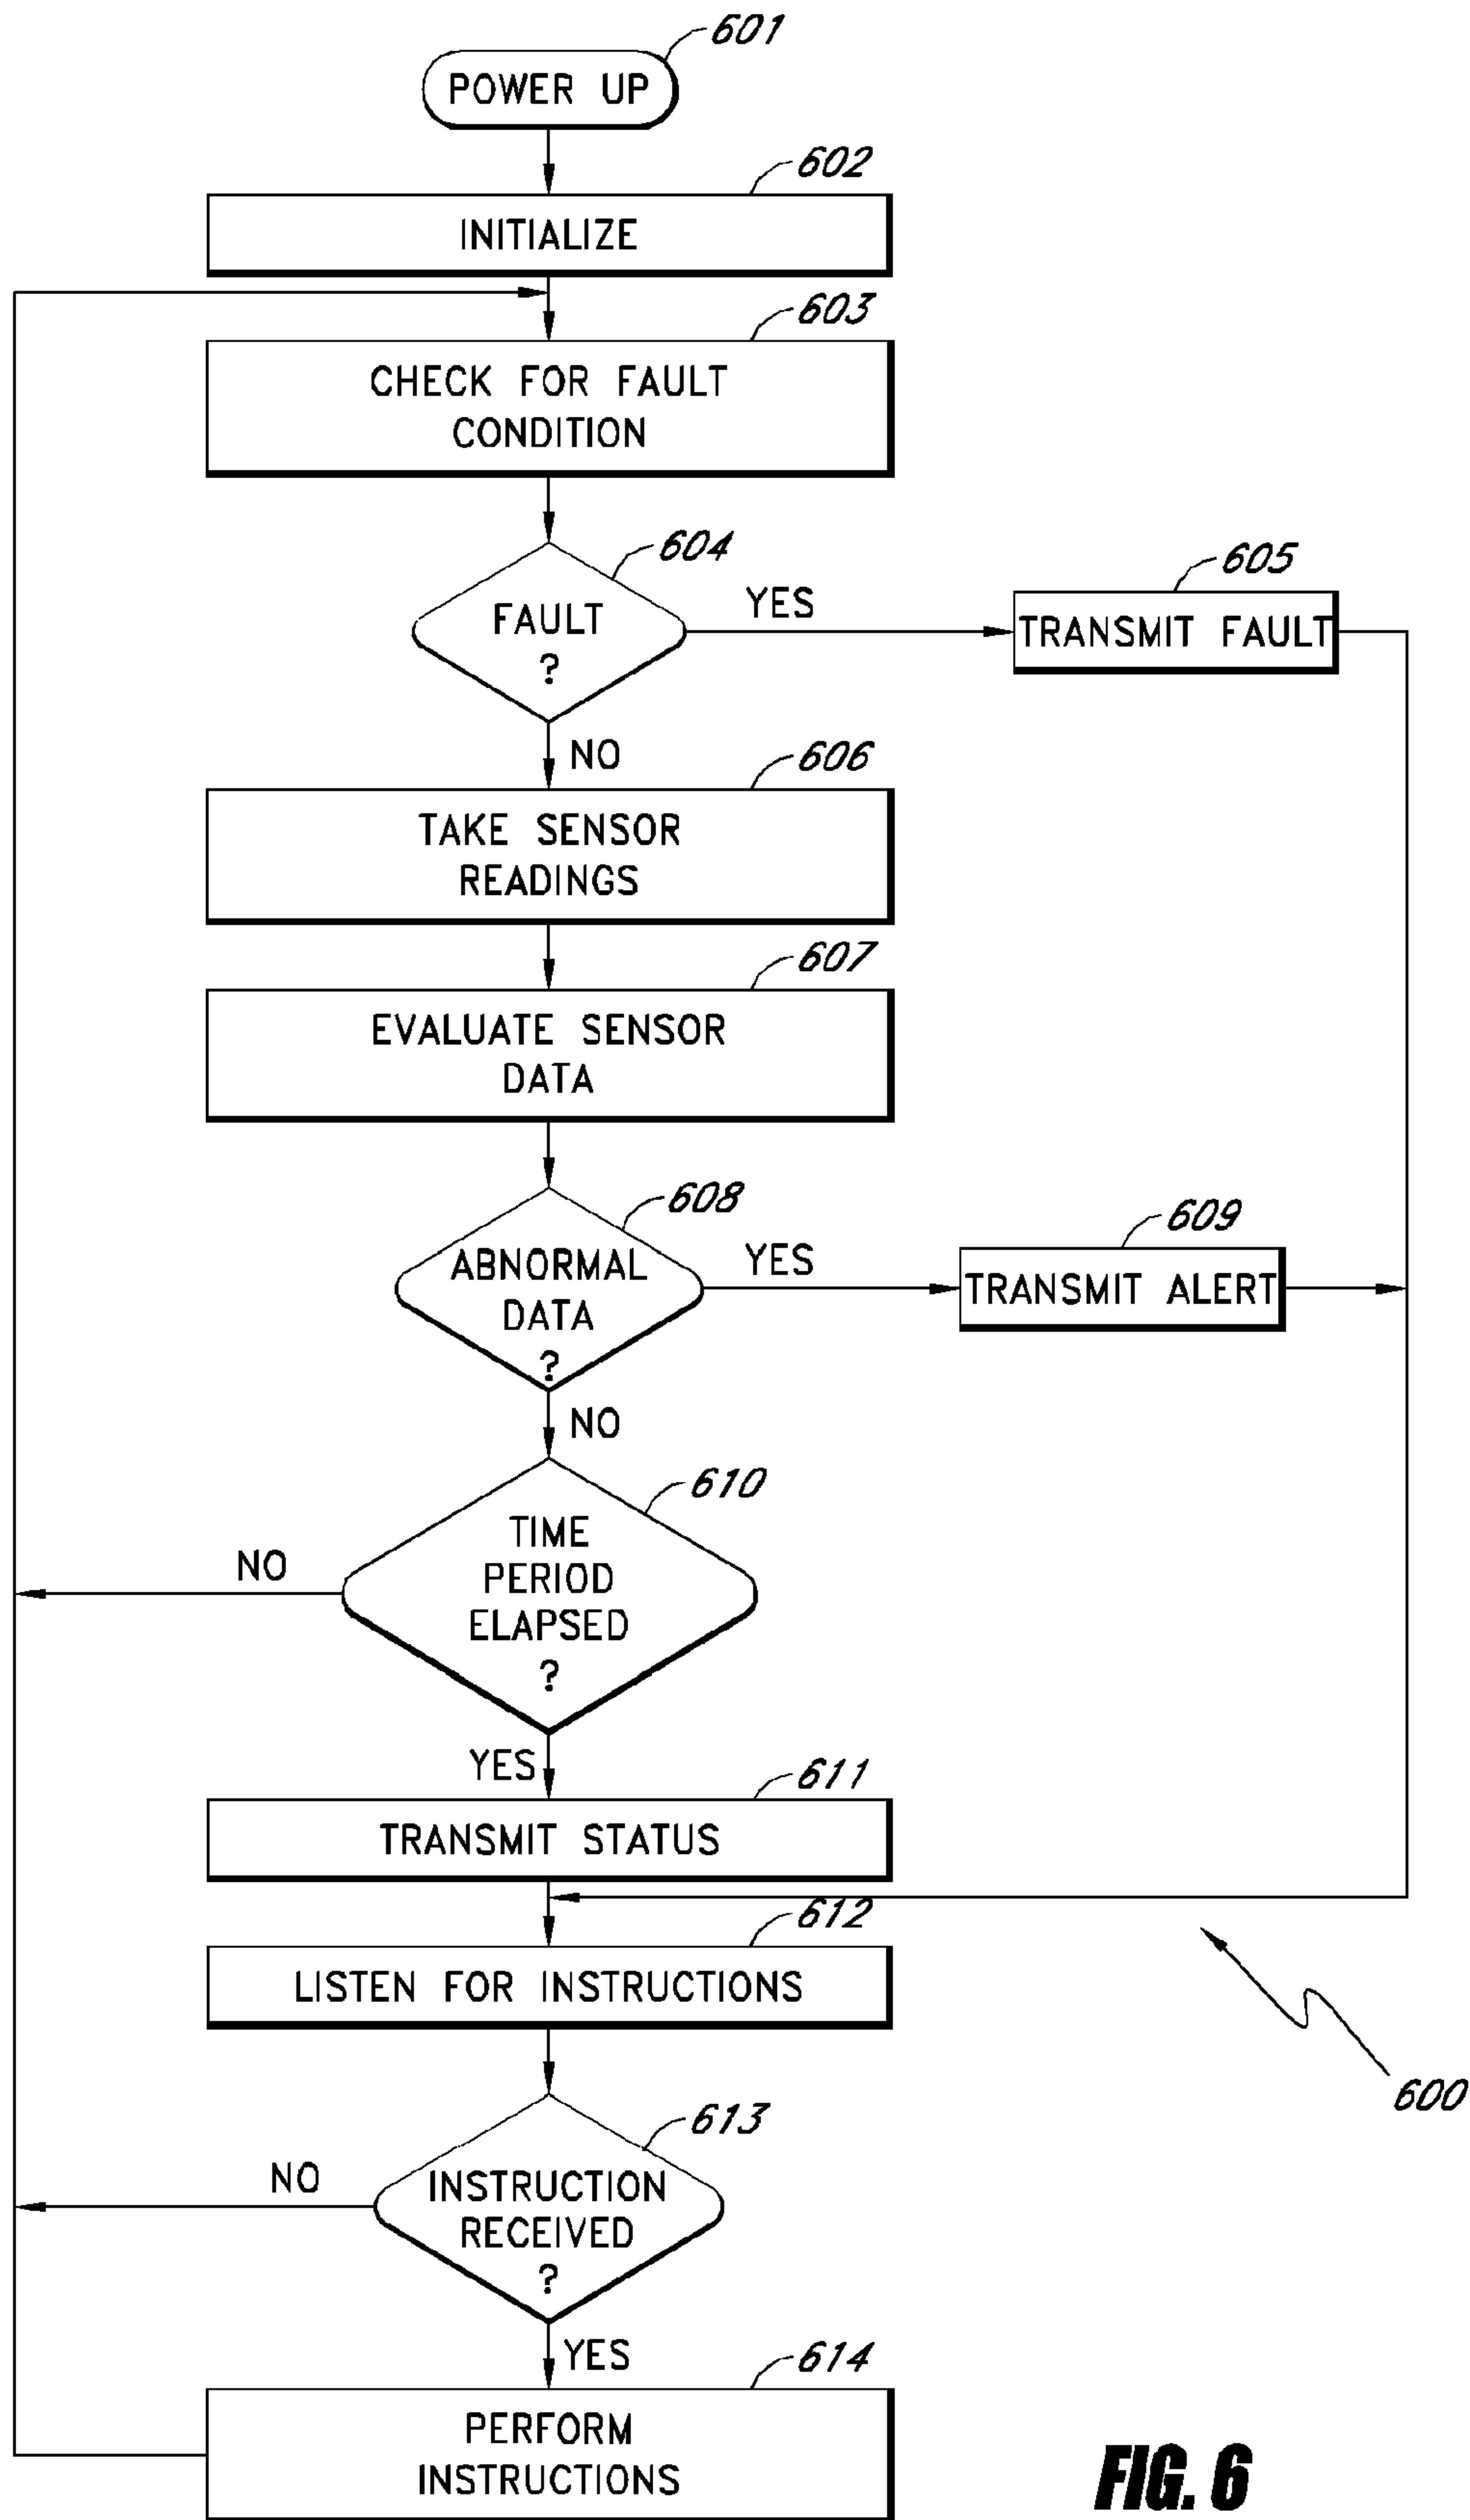 601
POWER UP
602
INITIALIZE
603
CHECK FOR FAULT
CONDITION
604
FAULT
?
YES
605
TRANSMIT FAULT
NO
606
TAKE SENSOR
READINGS
607
EVALUATE SENSOR
DATA
608
ABNORMAL
DATA
?
YES
609
TRANSMIT ALERT
NO
610
TIME
PERIOD
ELAPSED
?
NO
YES
611
TRANSMIT STATUS
612
LISTEN FOR INSTRUCTIONS
600
613
INSTRUCTION
RECEIVED
?
NO
YES
614
PERFORM
INSTRUCTIONS
FIG. 6